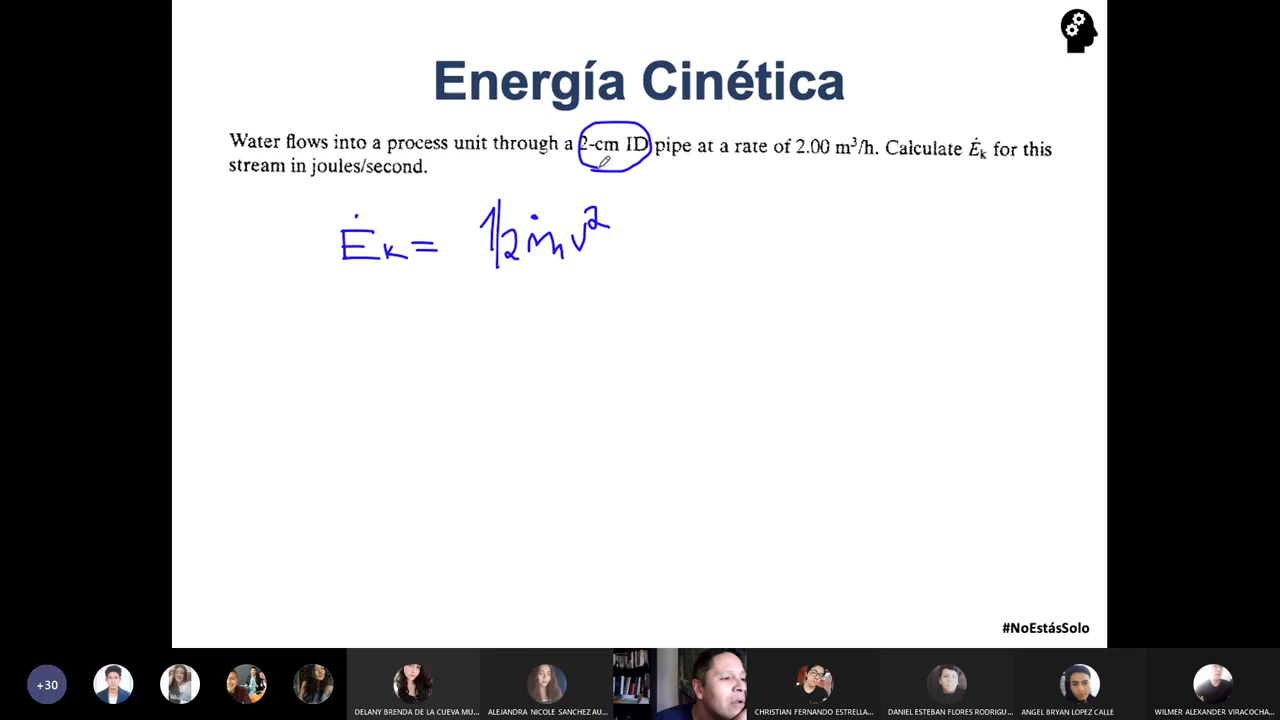 Energía Cinética
Water flows into a process unit through a 2-cm ID pipe at a rate of 2.00 m³/h. Calculate Ėₖ for this
stream in joules/second.
Ėₖ = 1/2 ṁv²
#NoEstásSolo
+30
DELANY BRENDA DE LA CUEVA MU...
ALEJANDRA NICOLE SANCHEZ AU...
CHRISTIAN FERNANDO ESTRELLA...
DANIEL ESTEBAN FLORES RODRIGU...
ANGEL BRYAN LOPEZ CALLE
WILMER ALEXANDER VIRACOCHA...